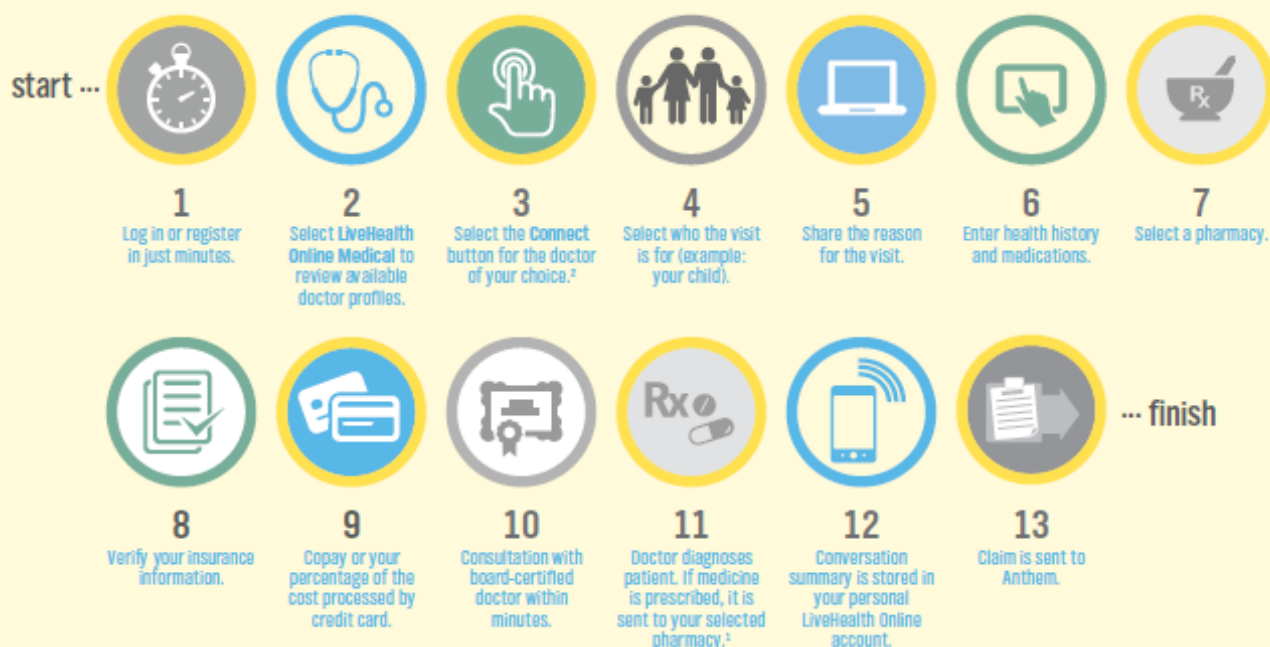 start ...
1
Log in or register
in just minutes.
2
Select LiveHealth
Online Medical to
review available
doctor profiles.
3
Select the Connect
button for the doctor
of your choice.²
4
Select who the visit
is for (example:
your child).
5
Share the reason
for the visit.
6
Enter health history
and medications.
Rx
7
Select a pharmacy.
8
Verify your insurance
information.
9
Copay or your
percentage of the
cost processed by
credit card.
10
Consultation with
board-certified
doctor within
minutes.
Rx
11
Doctor diagnoses
patient. If medicine
is prescribed, it is
sent to your selected
pharmacy.¹
12
Conversation
summary is stored in
your personal
LiveHealth Online
account.
13
Claim is sent to
Anthem.
... finish